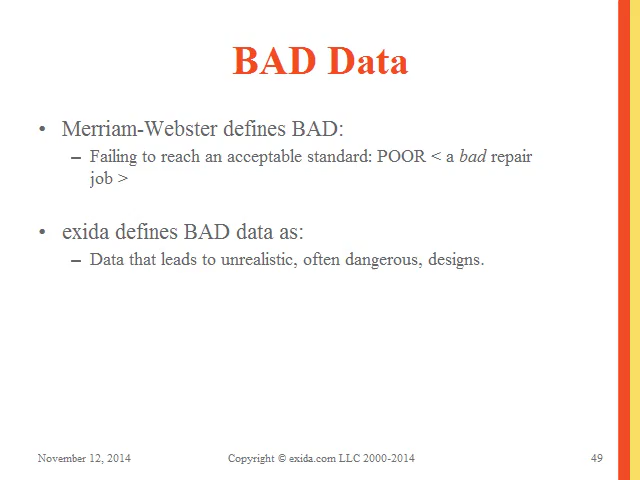 BAD Data
• Merriam-Webster defines BAD:
– Failing to reach an acceptable standard: POOR < a bad repair
job >
• exida defines BAD data as:
– Data that leads to unrealistic, often dangerous, designs.
November 12, 2014 Copyright © exida.com LLC 2000-2014 49